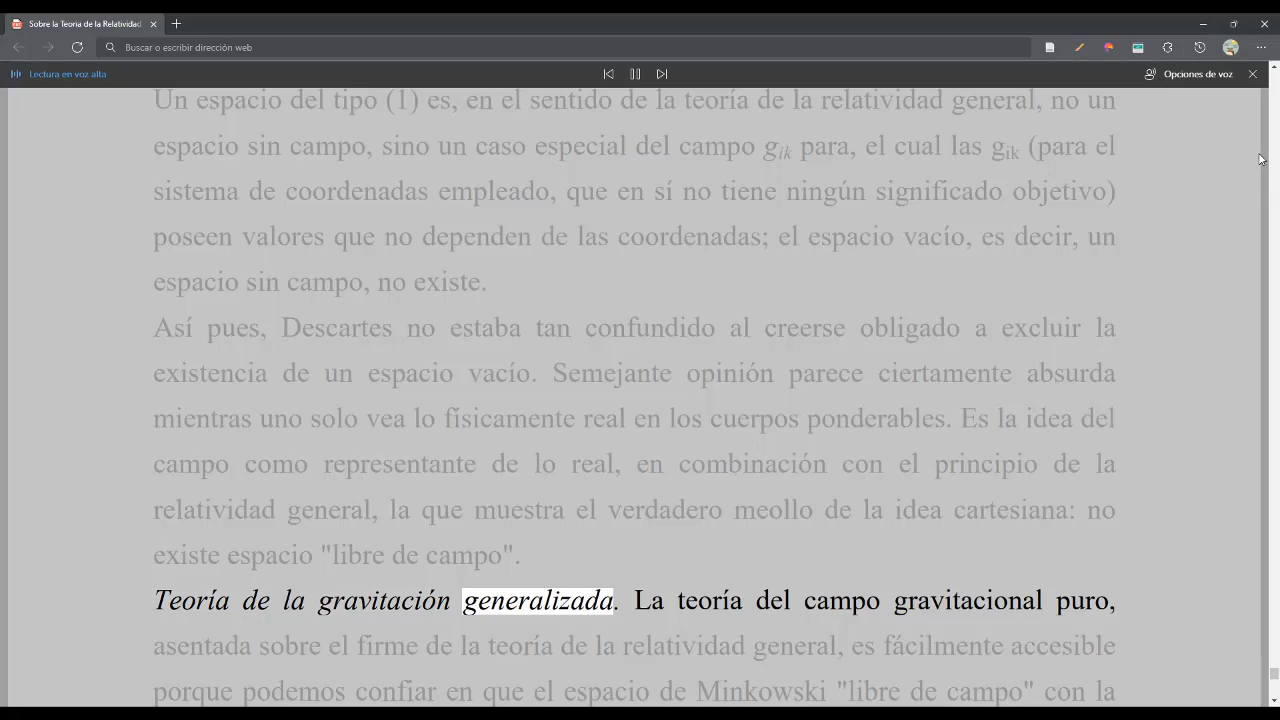 Sobre la Teoría de la Relatividad
Buscar o escribir dirección web
Lectura en voz alta
Opciones de voz
Un espacio del tipo (1) es, en el sentido de la teoría de la relatividad general, no un
espacio sin campo, sino un caso especial del campo gik para, el cual las gik (para el
sistema de coordenadas empleado, que en sí no tiene ningún significado objetivo)
poseen valores que no dependen de las coordenadas; el espacio vacío, es decir, un
espacio sin campo, no existe.
Así pues, Descartes no estaba tan confundido al creerse obligado a excluir la
existencia de un espacio vacío. Semejante opinión parece ciertamente absurda
mientras uno solo vea lo físicamente real en los cuerpos ponderables. Es la idea del
campo como representante de lo real, en combinación con el principio de la
relatividad general, la que muestra el verdadero meollo de la idea cartesiana: no
existe espacio "libre de campo".
Teoría de la gravitación generalizada. La teoría del campo gravitacional puro,
asentada sobre el firme de la teoría de la relatividad general, es fácilmente accesible
porque podemos confiar en que el espacio de Minkowski "libre de campo" con la